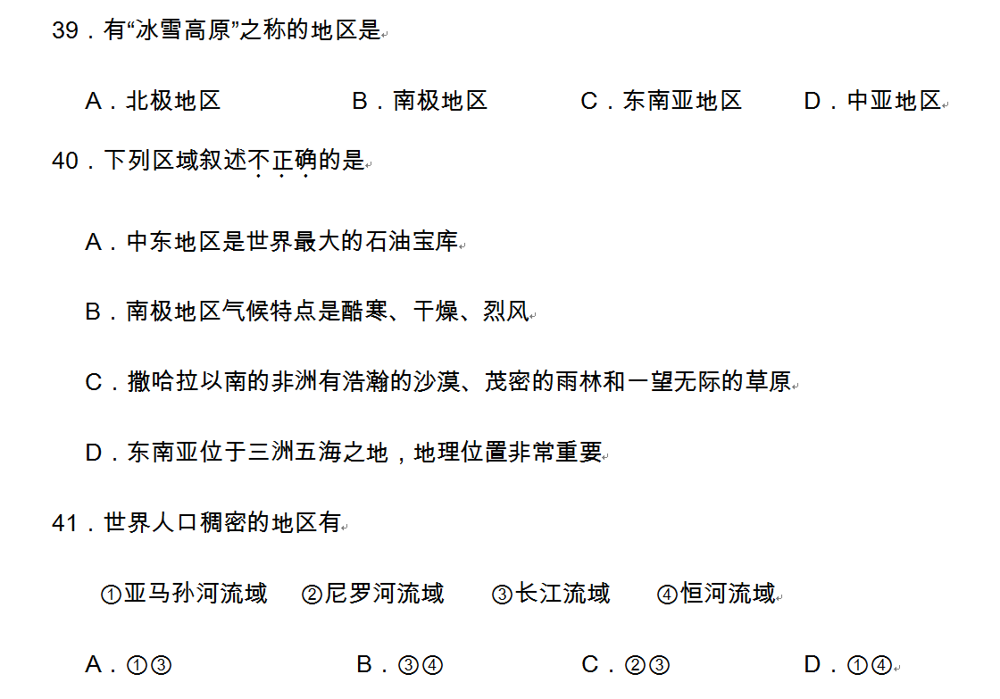 39．有“冰雪高原”之称的地区是
A．北极地区 B．南极地区 C．东南亚地区 D．中亚地区
40．下列区域叙述不正确的是
A．中东地区是世界最大的石油宝库
B．南极地区气候特点是酷寒、干燥、烈风
C．撒哈拉以南的非洲有浩瀚的沙漠、茂密的雨林和一望无际的草原
D．东南亚位于三洲五海之地，地理位置非常重要
41．世界人口稠密的地区有
①亚马孙河流域 ②尼罗河流域 ③长江流域 ④恒河流域
A．①③ B．③④ C．②③ D．①④